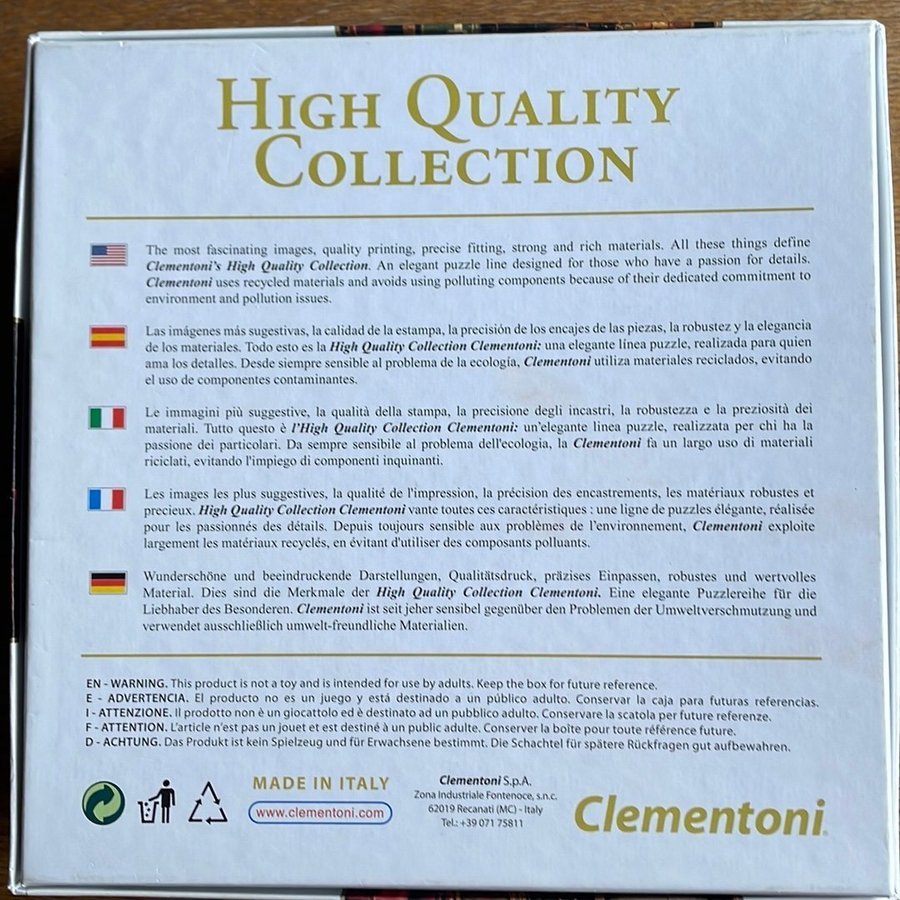 HIGH QUALITY
COLLECTION
The most fascinating images, quality printing, precise fitting, strong and rich materials. All these things define
Clementoni's High Quality Collection. An elegant puzzle line designed for those who have a passion for details.
Clementoni uses recycled materials and avoids using polluting components because of their dedicated commitment to
environment and pollution issues.
Las imágenes más sugestivas, la calidad de la estampa, la precisión de los encajes de las piezas, la robustez y la elegancia
de los materiales. Todo esto es la High Quality Collection Clementoni: una elegante línea puzzle, realizada para quien
ama los detalles. Desde siempre sensible al problema de la ecología, Clementoni utiliza materiales reciclados, evitando
el uso de componentes contaminantes.
Le immagini più suggestive, la qualità della stampa, la precisione degli incastri, la robustezza e la preziosità dei
materiali. Tutto questo è l'High Quality Collection Clementoni: un'elegante linea puzzle, realizzata per chi ha la
passione dei particolari. Da sempre sensibile al problema dell'ecologia, la Clementoni fa un largo uso di materiali
riciclati, evitando l'impiego di componenti inquinanti.
Les images les plus suggestives, la qualité de l'impression, la précision des encastrements, les matériaux robustes et
precieux. High Quality Collection Clementoni vante toutes ces caractéristiques : une ligne de puzzles élégante, réalisée
pour les passionnés des détails. Depuis toujours sensible aux problèmes de l'environnement, Clementoni exploite
largement les matériaux recyclés, en évitant d'utiliser des composants polluants.
Wunderschöne und beeindruckende Darstellungen, Qualitätsdruck, präzises Einpassen, robustes und wertvolles
Material. Dies sind die Merkmale der High Quality Collection Clementoni. Eine elegante Puzzlereihe für die
Liebhaber des Besonderen. Clementoni ist seit jeher sensibel gegenüber den Problemen der Umweltverschmutzung und
verwendet ausschließlich umwelt-freundliche Materialien.
EN - WARNING. This product is not a toy and is intended for use by adults. Keep the box for future reference.
E - ADVERTENCIA. El producto no es un juego y está destinado a un público adulto. Conservar la caja para futuras referencias.
I - ATTENZIONE. Il prodotto non è un giocattolo ed è destinato ad un pubblico adulto. Conservare la scatola per future referenze.
F - ATTENTION. L'article n'est pas un jouet et est destiné à un public adulte. Conserver la boîte pour toute référence future.
D - ACHTUNG. Das Produkt ist kein Spielzeug und für Erwachsene bestimmt. Die Schachtel für spätere Rückfragen gut aufbewahren.
MADE IN ITALY
www.clementoni.com
Clementoni S.p.A.
Zona Industriale Fontenoce, s.n.c.
62019 Recanati (MC) - Italy
Tel.: +39 071 75811
Clementoni